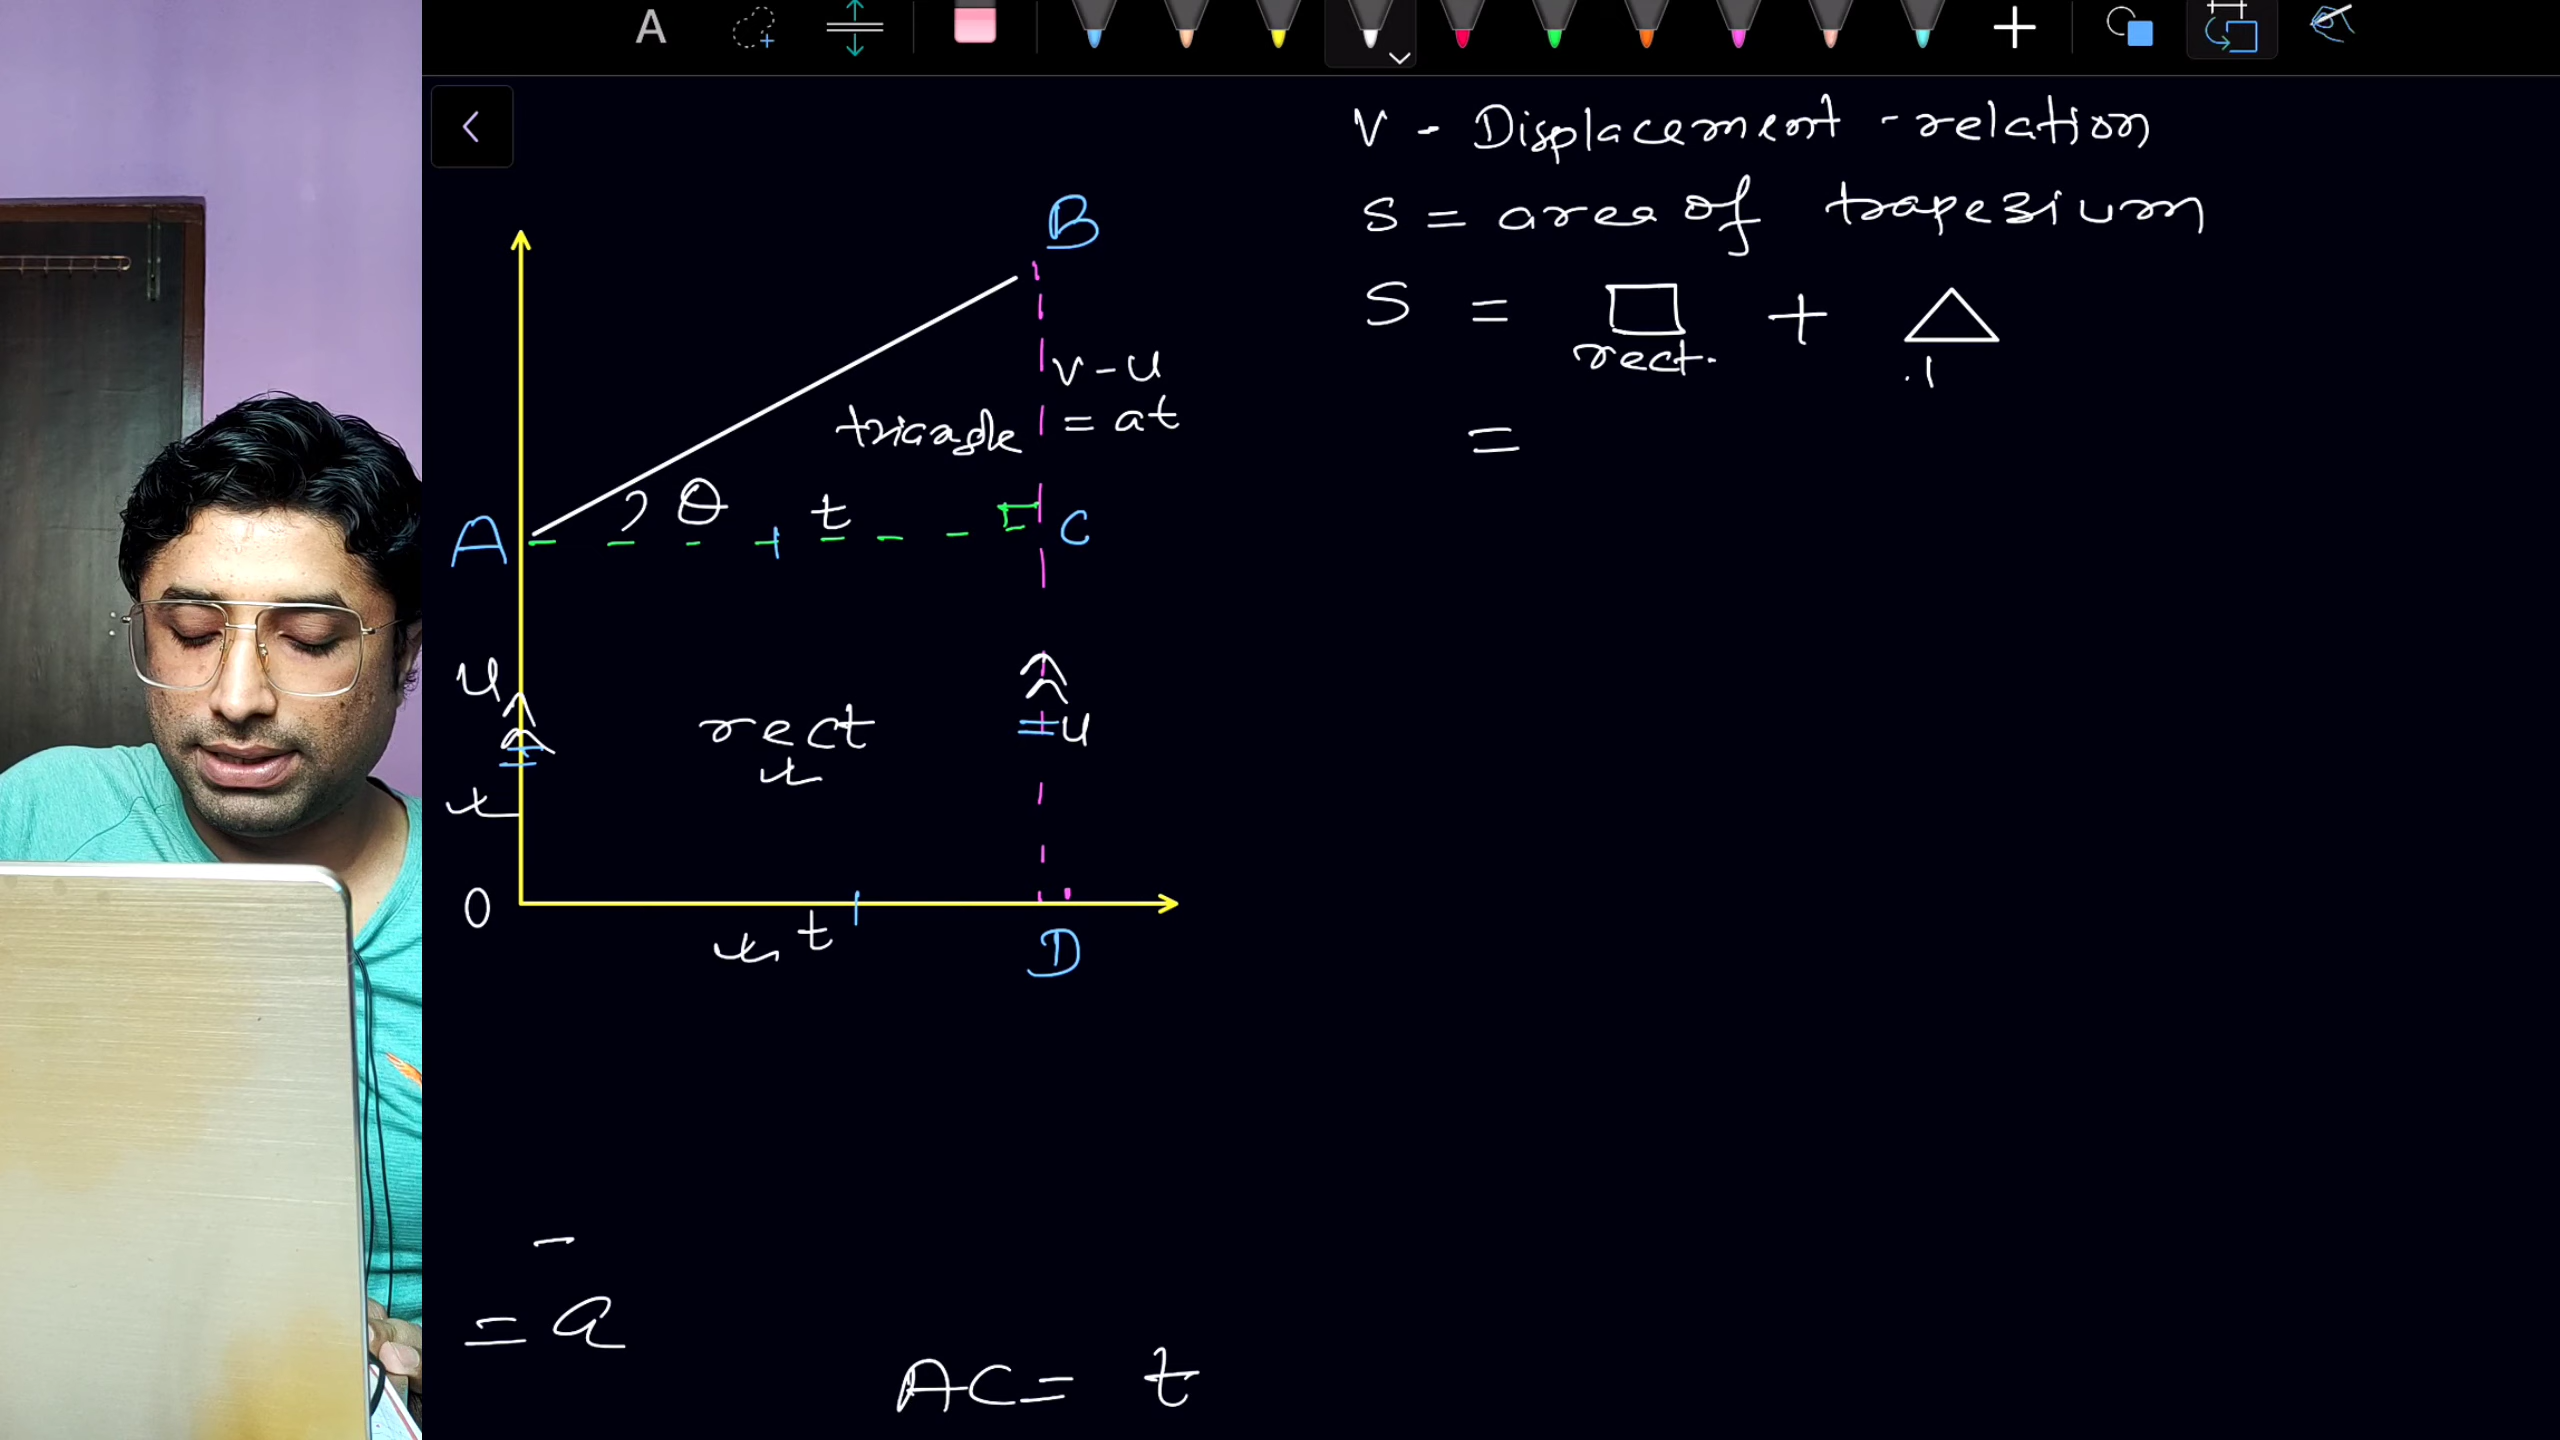 A
V - Displacement - relation
S = area of trapezium
S = □ + △
rect.
=
B
v - u
= at
triangle
A
θ
t
C
u
rect
u
O
t
D
= a
AC = t